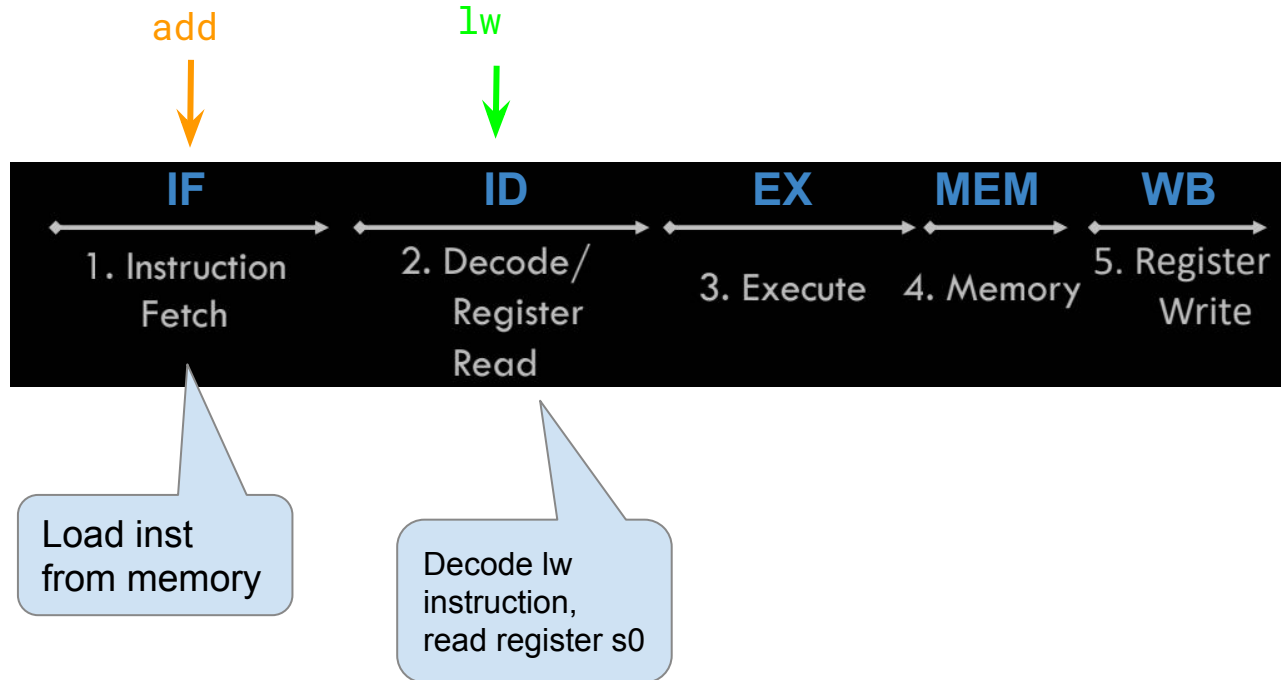 add
lw
IF
ID
EX
MEM
WB
1. Instruction
Fetch
2. Decode/
Register
Read
3. Execute
4. Memory
5. Register
Write
Load inst
from memory
Decode lw
instruction,
read register s0